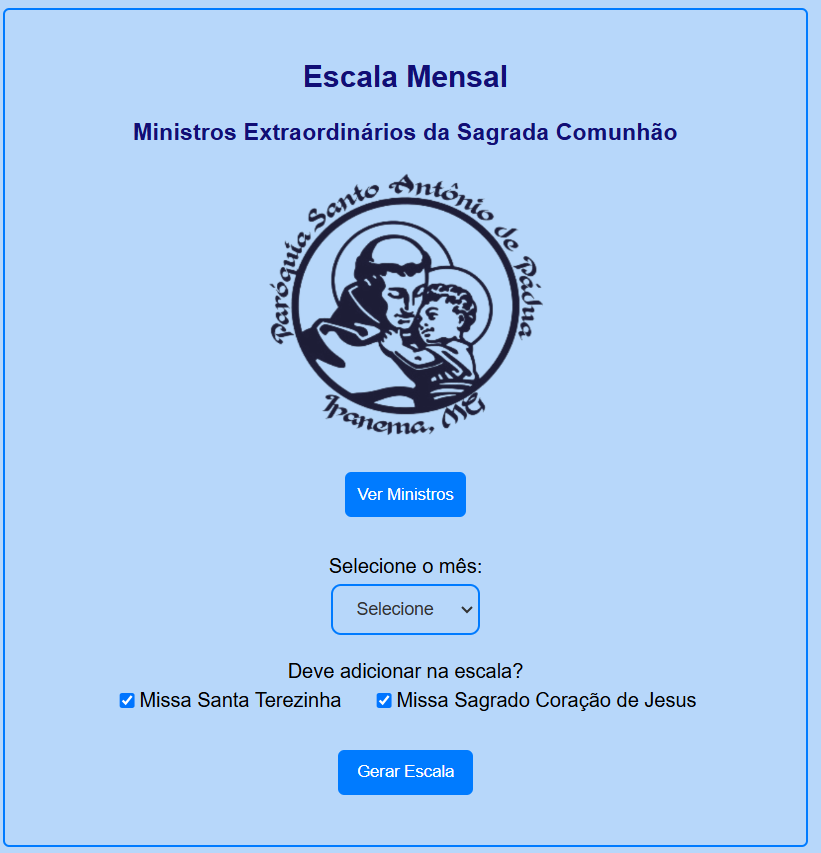 Escala Mensal
Ministros Extraordinários da Sagrada Comunhão
Paróquia Santo Antônio de Pádua
Ipanema, MG
Ver Ministros
Selecione o mês:
Selecione
Deve adicionar na escala?
Missa Santa Terezinha Missa Sagrado Coração de Jesus
Gerar Escala